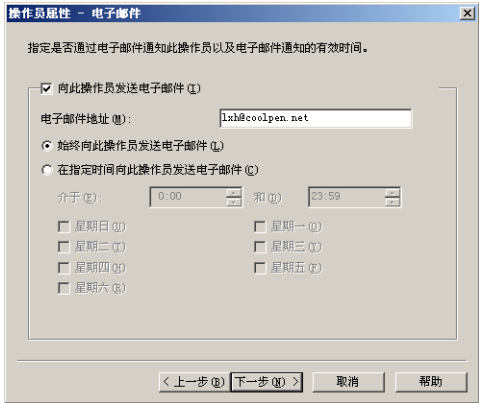 操作员属性 - 电子邮件
指定是否通过电子邮件通知此操作员以及电子邮件通知的有效时间。
向此操作员发送电子邮件(I)
电子邮件地址(M): lxh@coolpen.net
始终向此操作员发送电子邮件(L)
在指定时间向此操作员发送电子邮件(C)
介于(E): 0:00 和(D) 23:59
星期日(U) 星期一(O)
星期二(T) 星期三(Y)
星期四(H) 星期五(F)
星期六(R)
< 上一步(B) 下一步(N) > 取消 帮助